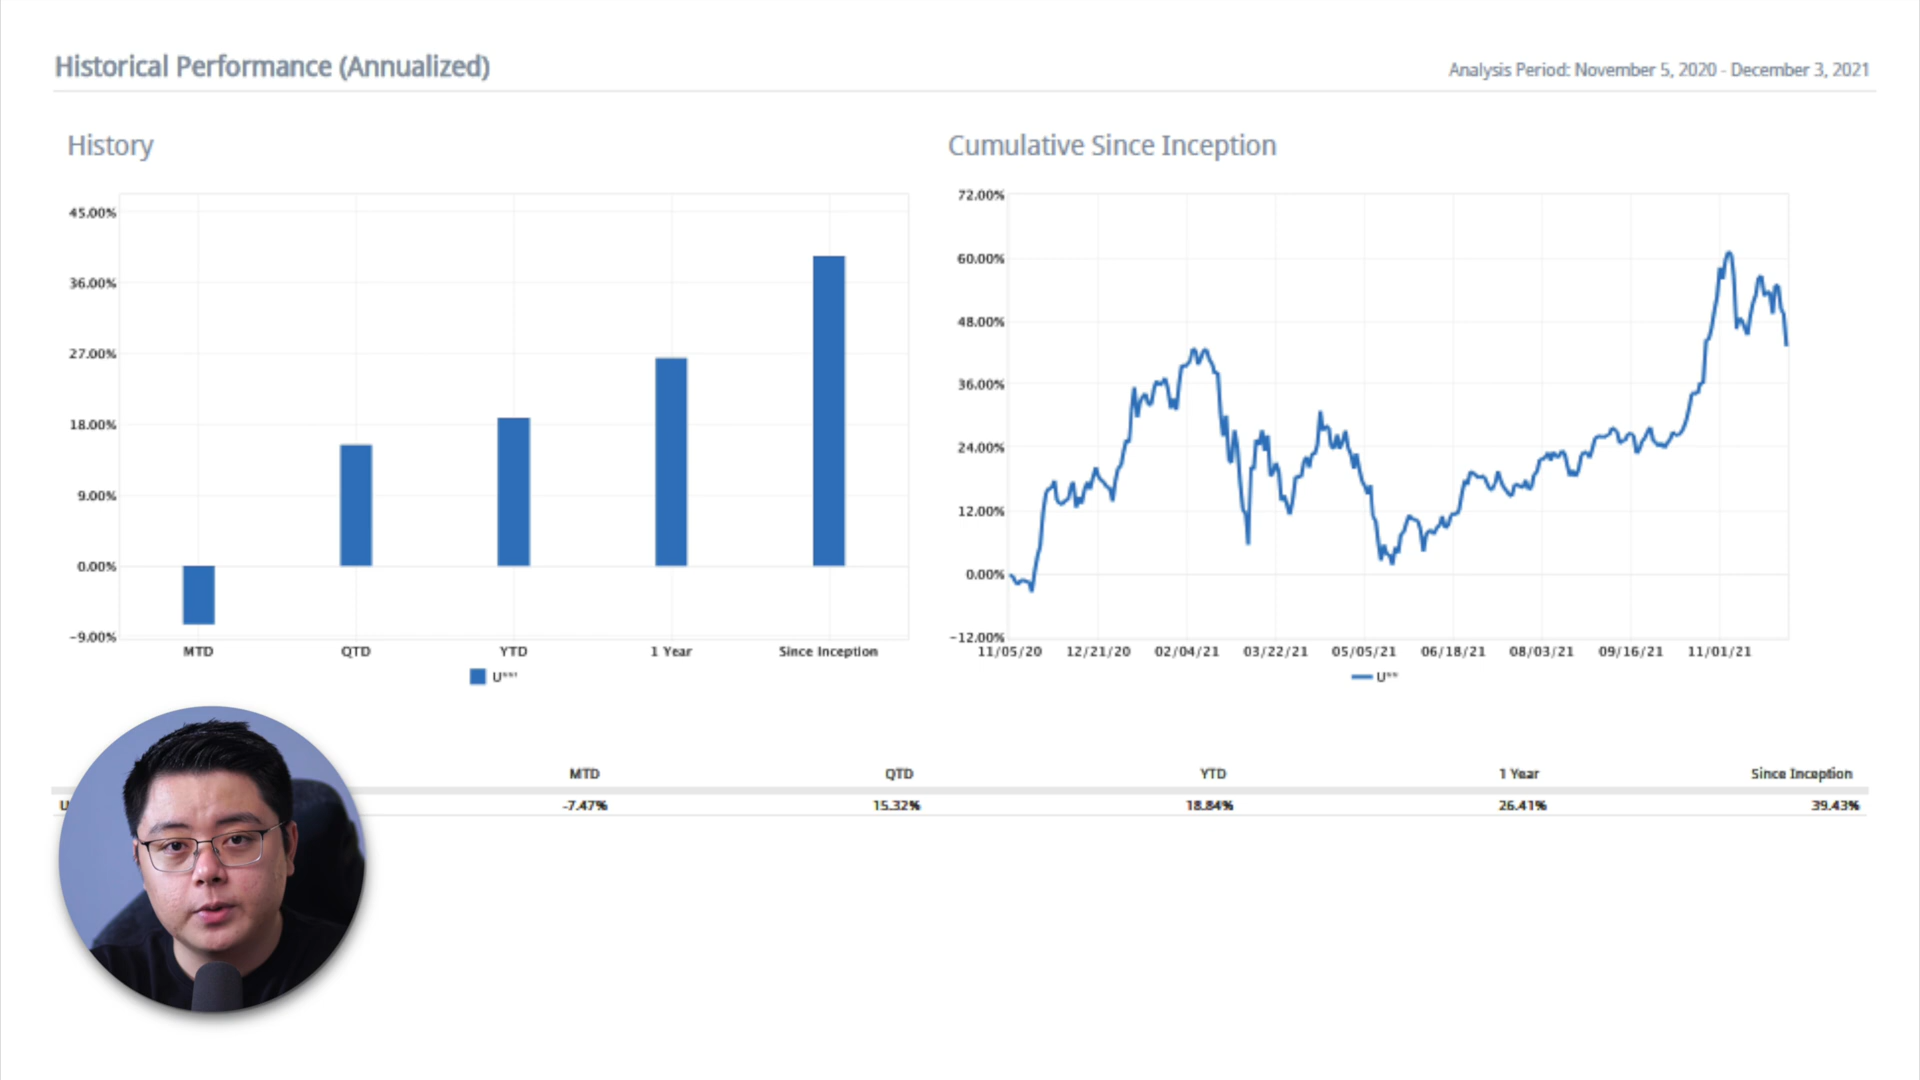 Historical Performance (Annualized)
Analysis Period: November 5, 2020 - December 3, 2021
History
45.00%
36.00%
27.00%
18.00%
9.00%
0.00%
-9.00%
MTD QTD YTD 1 Year Since Inception
U***
Cumulative Since Inception
72.00%
60.00%
48.00%
36.00%
24.00%
12.00%
0.00%
-12.00%
11/05/20 12/21/20 02/04/21 03/22/21 05/05/21 06/18/21 08/03/21 09/16/21 11/01/21
U**
MTD QTD YTD 1 Year Since Inception
U -7.47% 15.32% 18.84% 26.41% 39.43%